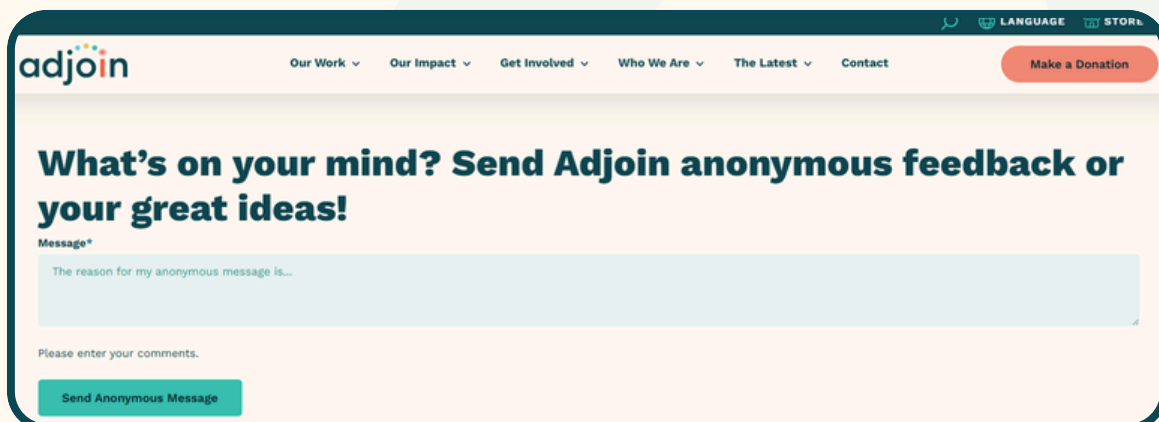 LANGUAGE STORE
adjoin
Our Work Our Impact Get Involved Who We Are The Latest Contact Make a Donation
What’s on your mind? Send Adjoin anonymous feedback or
your great ideas!
Message*
The reason for my anonymous message is...
Please enter your comments.
Send Anonymous Message